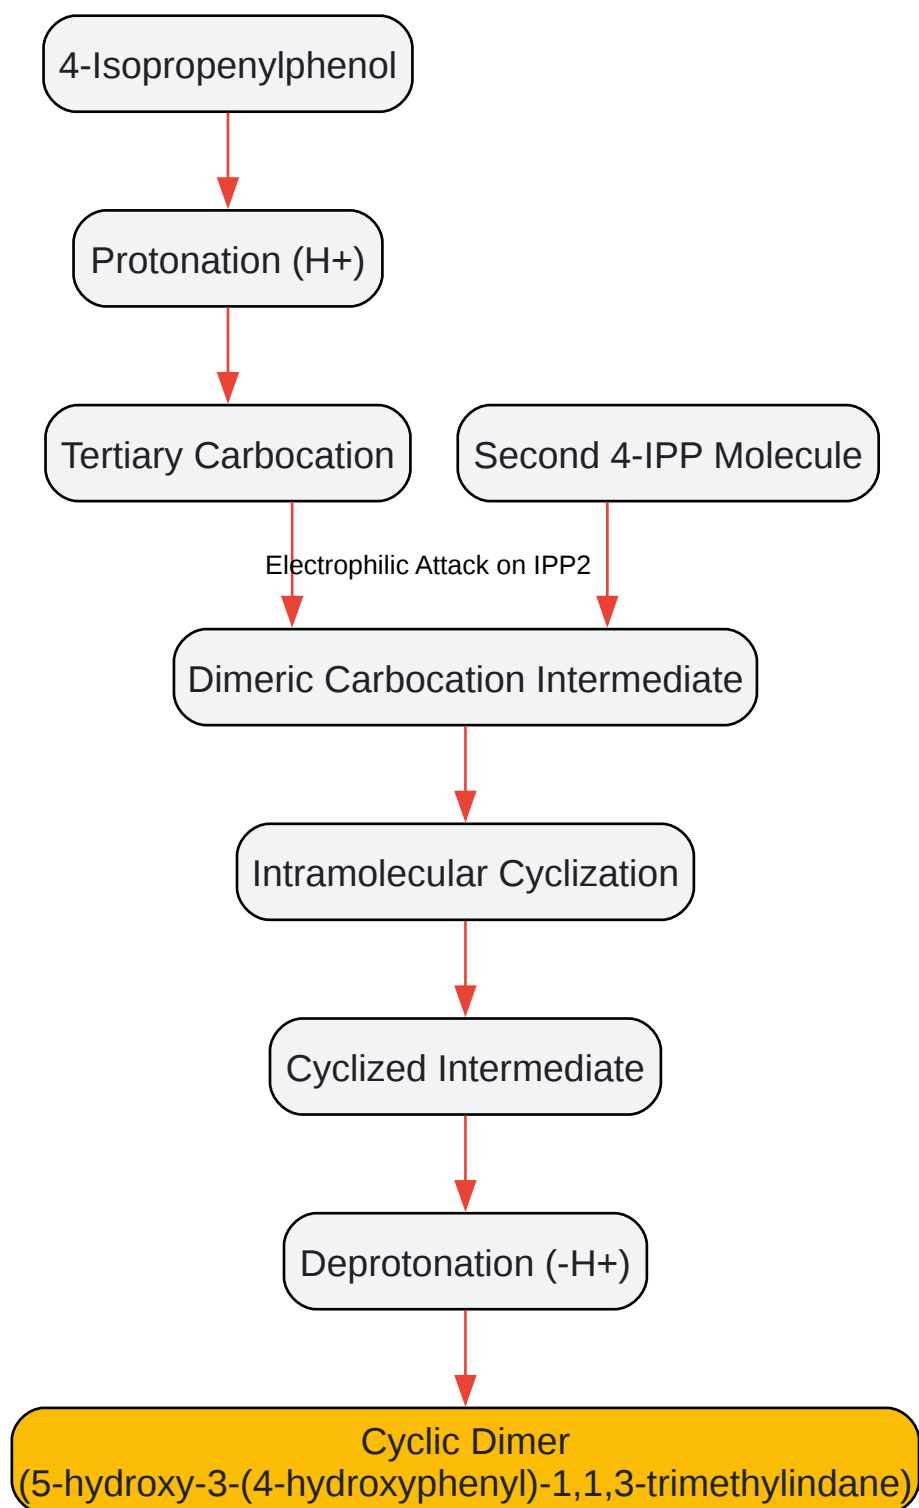 4-Isopropenylphenol
Protonation (H+)
Tertiary Carbocation
Second 4-IPP Molecule
Electrophilic Attack on IPP2
Dimeric Carbocation Intermediate
Intramolecular Cyclization
Cyclized Intermediate
Deprotonation (-H+)
Cyclic Dimer
(5-hydroxy-3-(4-hydroxyphenyl)-1,1,3-trimethylindane)